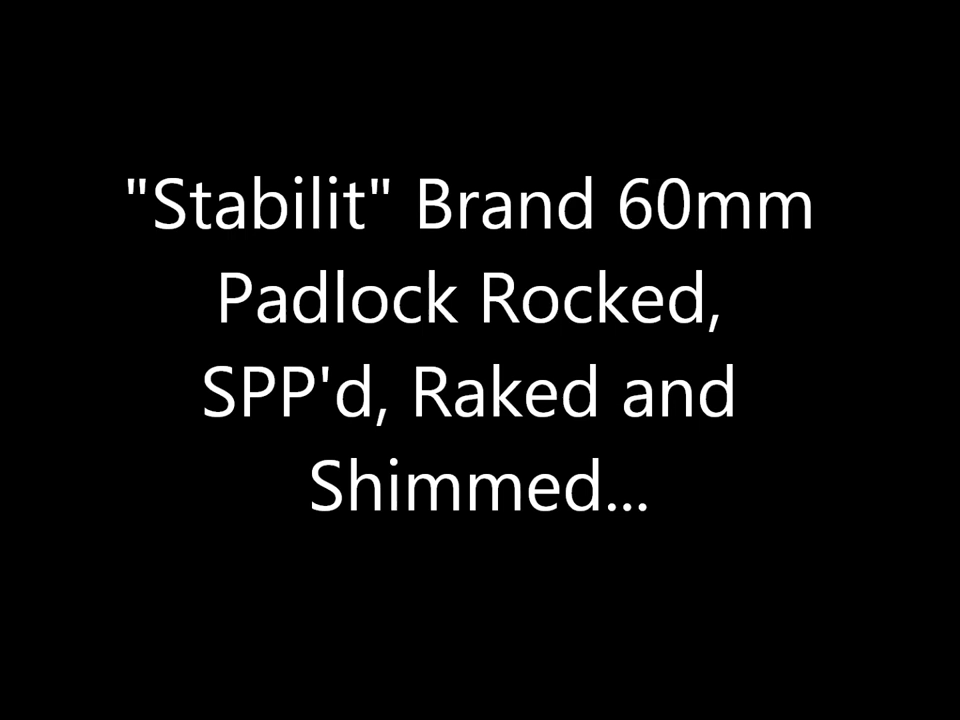 "Stabilit" Brand 60mm
Padlock Rocked,
SPP'd, Raked and
Shimmed...